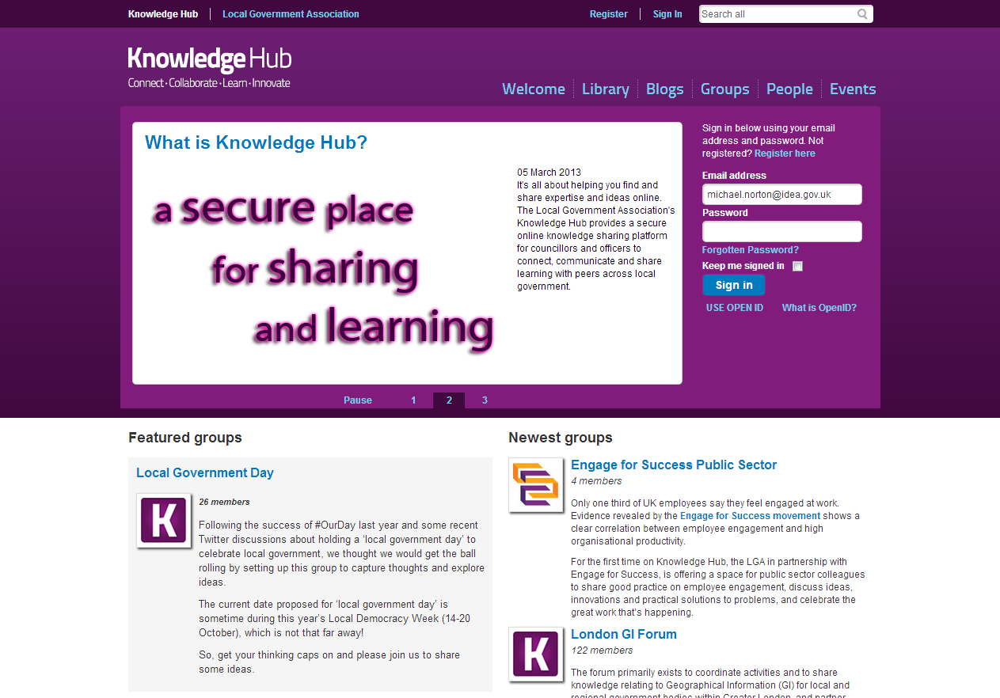 Knowledge Hub
Local Government Association
Register
Sign In
Search all
Knowledge Hub
Connect · Collaborate · Learn · Innovate
Welcome
Library
Blogs
Groups
People
Events
What is Knowledge Hub?
a secure place
for sharing
and learning
05 March 2013
It's all about helping you find and
share expertise and ideas online.
The Local Government Association's
Knowledge Hub provides a secure
online knowledge sharing platform
for councillors and officers to
connect, communicate and share
learning with peers across local
government.
Pause
1
2
3
Sign in below using your email
address and password. Not
registered? Register here
Email address
michael.norton@idea.gov.uk
Password
Forgotten Password?
Keep me signed in
Sign in
USE OPEN ID
What is OpenID?
Featured groups
Local Government Day
K
26 members
Following the success of #OurDay last year and some recent
Twitter discussions about holding a ‘local government day’ to
celebrate local government, we thought we would get the ball
rolling by setting up this group to capture thoughts and explore
ideas.
The current date proposed for ‘local government day’ is
sometime during this year’s Local Democracy Week (14-20
October), which is not that far away!
So, get your thinking caps on and please join us to share
some ideas.
Newest groups
Engage for Success Public Sector
4 members
Only one third of UK employees say they feel engaged at work.
Evidence revealed by the Engage for Success movement shows a
clear correlation between employee engagement and high
organisational productivity.
For the first time on Knowledge Hub, the LGA in partnership with
Engage for Success, is offering a space for public sector colleagues
to share good practice on employee engagement, discuss ideas,
innovations and practical solutions to problems, and celebrate the
great work that’s happening.
K
London GI Forum
122 members
The forum primarily exists to coordinate activities and to share
knowledge relating to Geographical Information (GI) for local and
regional government bodies within Greater London, and partner